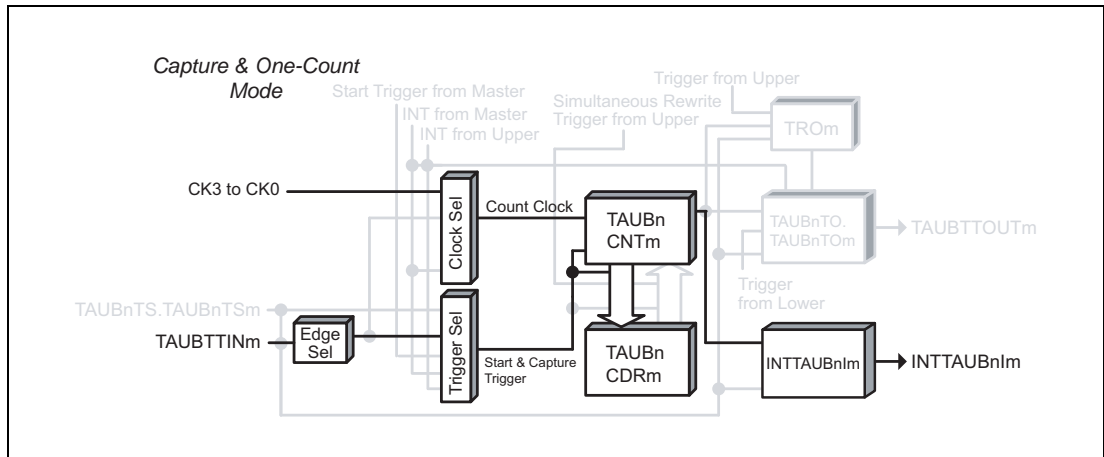 Capture & One-Count
Mode
Trigger from Upper
Start Trigger from Master
Simultaneous Rewrite
Trigger from Upper
INT from Master
INT from Upper
TROm
CK3 to CK0
Clock Sel
Count Clock
TAUBn
CNTm
TAUBnTO.
TAUBnTOm
TAUBTTOUTm
Trigger
from Lower
TAUBnTS.TAUBnTSm
TAUBTTINm
Edge
Sel
Trigger Sel
Start & Capture
Trigger
TAUBn
CDRm
INTTAUBnIm
INTTAUBnIm